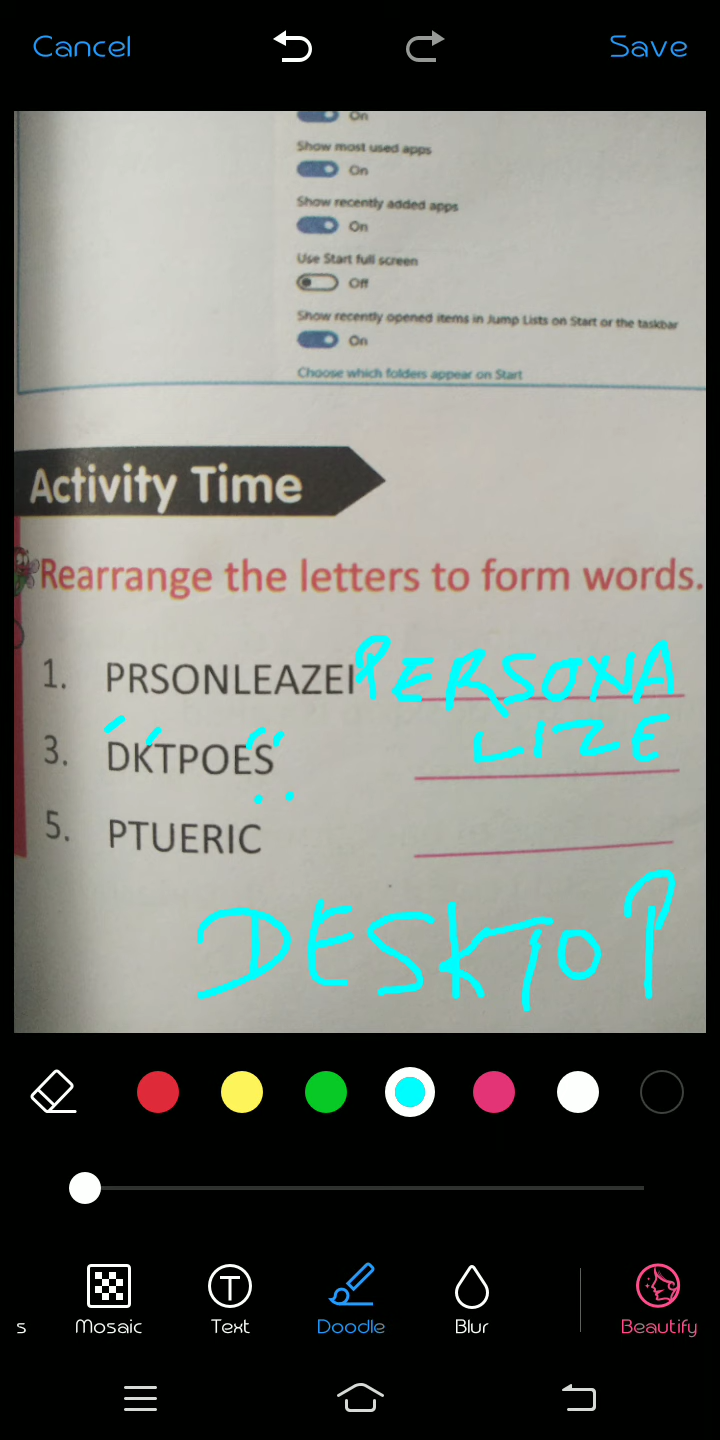 Cancel
Save
On
Show most used apps
On
Show recently added apps
On
Use Start full screen
Off
Show recently opened items in Jump Lists on Start or the taskbar
On
Choose which folders appear on Start
Activity Time
Rearrange the letters to form words.
1. PRSONLEAZEI PERSONA
LIZE
3. DKTPOES
5. PTUERIC
DESKTOP
s
Mosaic
Text
Doodle
Blur
Beautify